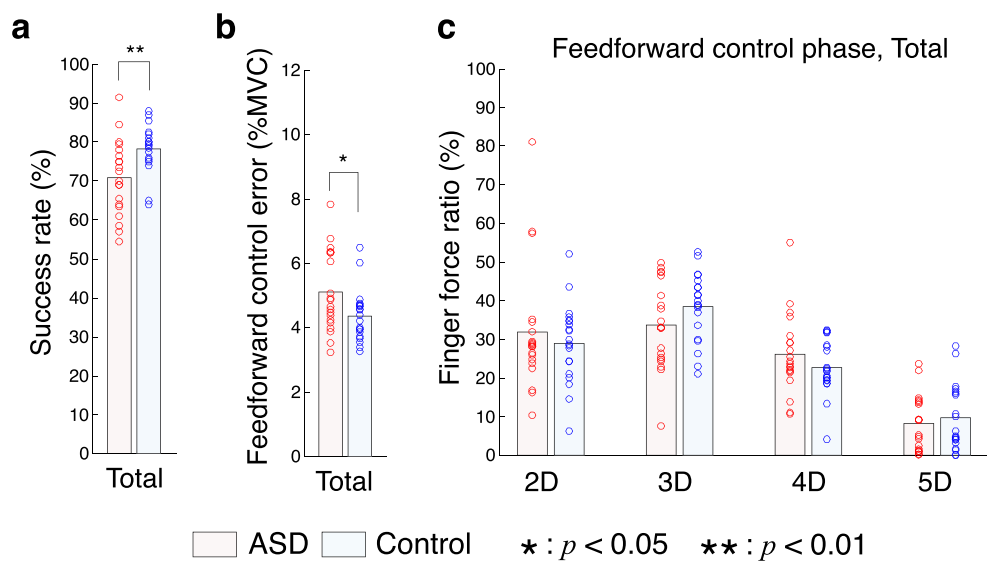 a
**
Success rate (%)
100
90
80
70
60
50
40
30
20
10
0
Total
b
*
Feedforward control error (%MVC)
12
10
8
6
4
2
0
Total
c
Feedforward control phase, Total
Finger force ratio (%)
100
90
80
70
60
50
40
30
20
10
0
2D
3D
4D
5D
ASD
Control
* : p < 0.05
** : p < 0.01